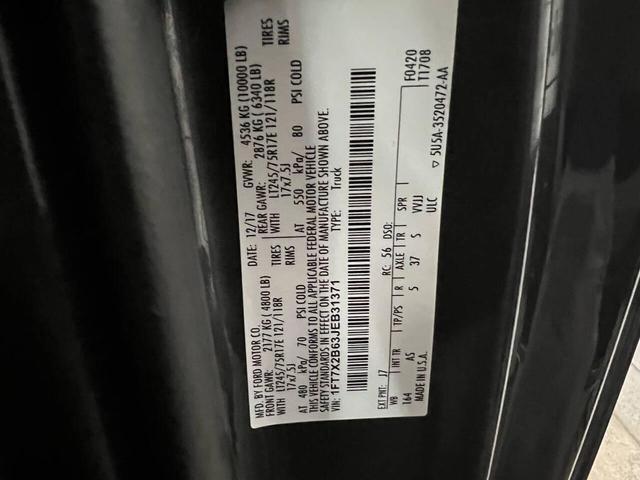 MFD. BY FORD MOTOR CO.
DATE: 12/17 GVWR: 4536 KG (10000 LB)
FRONT GAWR: 2177 KG (4800 LB) REAR GAWR: 2876 KG (6340 LB)
WITH LT245/75R17E 121/118R TIRES WITH LT245/75R17E 121/118R TIRES
17x7.5J RIMS 17x7.5J RIMS
AT 480 kPa/ 70 PSI COLD AT 550 kPa/ 80 PSI COLD
THIS VEHICLE CONFORMS TO ALL APPLICABLE FEDERAL MOTOR VEHICLE
SAFETY STANDARDS IN EFFECT ON THE DATE OF MANUFACTURE SHOWN ABOVE.
VIN: 1FT7X2B63JEB31371 TYPE: Truck
F0420
T1708
EXT PNT: J7 RC: 56 DSO:
WB INT TR TP/PS R AXLE TR SPR
164 AS 5 37 5 VVJJ
MADE IN U.S.A. ULC
▽5U5A-3520472-AA